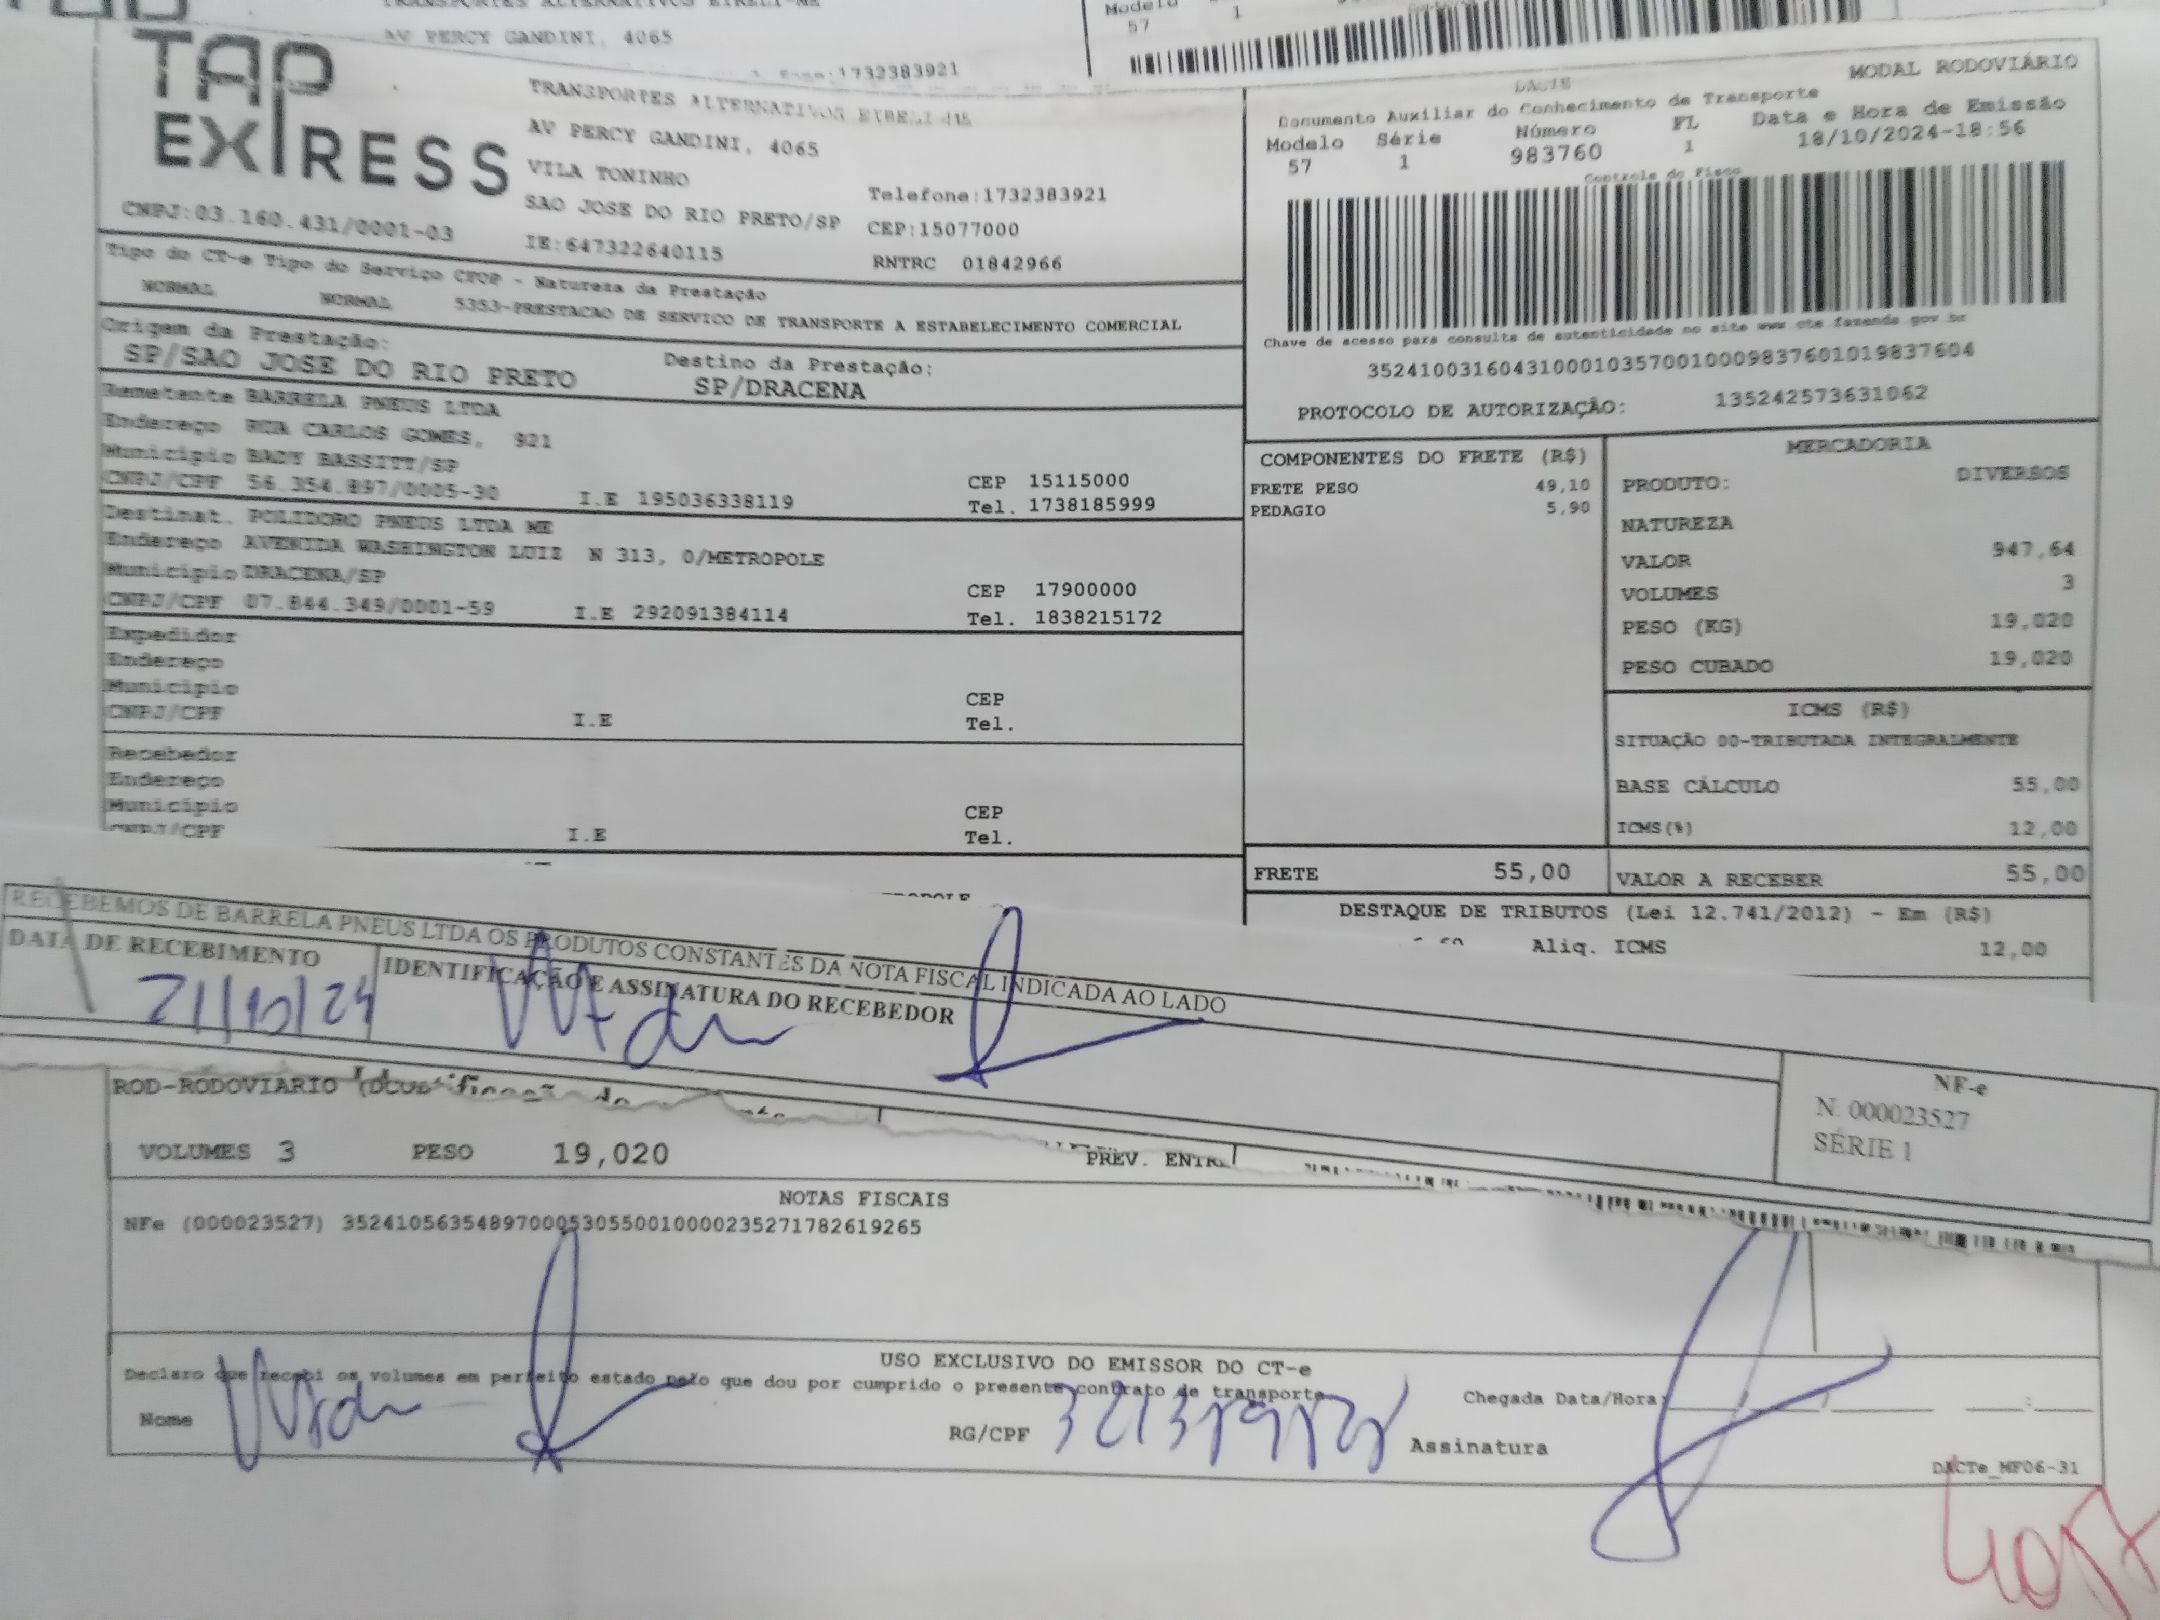 AV PERCY GANDINI, 4065
1732383921
Modelo
57 1
TAP
EXPRESS
CNPJ:03.160.431/0001-03
TRANSPORTES ALTERNATIVOS EIRELI-ME
AV PERCY GANDINI, 4065
VILA TONINHO
Telefone:1732383921
SAO JOSE DO RIO PRETO/SP CEP:15077000
IE:647322640115 RNTRC 01842966
DACTE MODAL RODOVIÁRIO
Documento Auxiliar do Conhecimento de Transporte
Modelo Série Número FL Data e Hora de Emissão
57 1 983760 1 18/10/2024-18:56
Controle do Fisco
Chave de acesso para consulta de autenticidade no site www.cte.fazenda.gov.br
35241003160431000103570010009837601019837604
PROTOCOLO DE AUTORIZAÇÃO: 135242573631062
Tipo do CT-e Tipo do Serviço CFOP - Natureza da Prestação
NORMAL NORMAL 5353-PRESTACAO DE SERVICO DE TRANSPORTE A ESTABELECIMENTO COMERCIAL
Origem da Prestação: Destino da Prestação:
SP/SAO JOSE DO RIO PRETO SP/DRACENA
Remetente BARRELA PNEUS LTDA
Endereço RUA CARLOS GOMES, 921
Município BADY BASSITT/SP CEP 15115000
CNPJ/CPF 56.354.897/0005-30 I.E 195036338119 Tel. 1738185999
Destinat. POLIDORO PNEUS LTDA ME
Endereço AVENIDA WASHINGTON LUIZ N 313, 0/METROPOLE
Município DRACENA/SP CEP 17900000
CNPJ/CPF 07.844.349/0001-59 I.E 292091384114 Tel. 1838215172
Expedidor
Endereço
Município CEP
CNPJ/CPF I.E Tel.
Recebedor
Endereço
Município CEP
CNPJ/CPF I.E Tel.
COMPONENTES DO FRETE (R$)
FRETE PESO 49,10
PEDAGIO 5,90
FRETE 55,00
MERCADORIA
PRODUTO: DIVERSOS
NATUREZA
VALOR 947,64
VOLUMES 3
PESO (KG) 19,020
PESO CUBADO 19,020
ICMS (R$)
SITUAÇÃO 00-TRIBUTADA INTEGRALMENTE
BASE CÁLCULO 55,00
ICMS(%) 12,00
VALOR A RECEBER 55,00
DESTAQUE DE TRIBUTOS (Lei 12.741/2012) - Em (R$)
Aliq. ICMS 12,00
RECEBEMOS DE BARRELA PNEUS LTDA OS PRODUTOS CONSTANTES DA NOTA FISCAL INDICADA AO LADO
DATA DE RECEBIMENTO IDENTIFICAÇÃO E ASSINATURA DO RECEBEDOR
21/10/24
NF-e
N. 000023527
SÉRIE 1
ROD-RODOVIARIO
VOLUMES 3 PESO 19,020 PREV.
NOTAS FISCAIS
NFe (000023527) 35241056354897000530550010000235271782619265
USO EXCLUSIVO DO EMISSOR DO CT-e
Declaro que recebi os volumes em perfeito estado pelo que dou por cumprido o presente contrato de transporte
Nome RG/CPF Assinatura Chegada Data/Hora:
DACTe_MF06-31